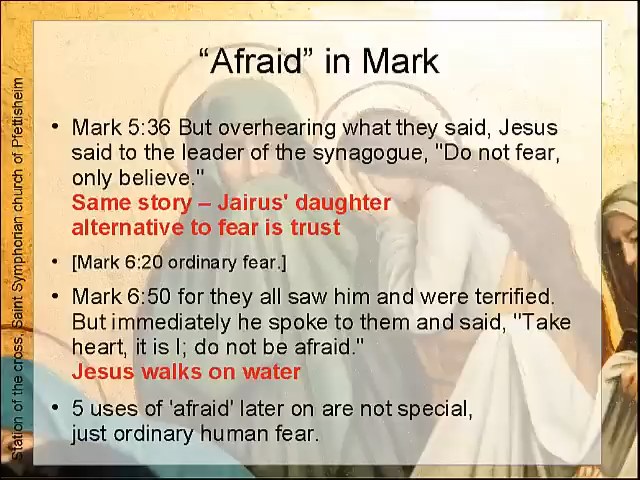 “Afraid” in Mark
• Mark 5:36 But overhearing what they said, Jesus
said to the leader of the synagogue, "Do not fear,
only believe."
Same story – Jairus' daughter
alternative to fear is trust
• [Mark 6:20 ordinary fear.]
• Mark 6:50 for they all saw him and were terrified.
But immediately he spoke to them and said, "Take
heart, it is I; do not be afraid."
Jesus walks on water
• 5 uses of 'afraid' later on are not special,
just ordinary human fear.
Station of the cross, Saint Symphorian church of Pfettisheim